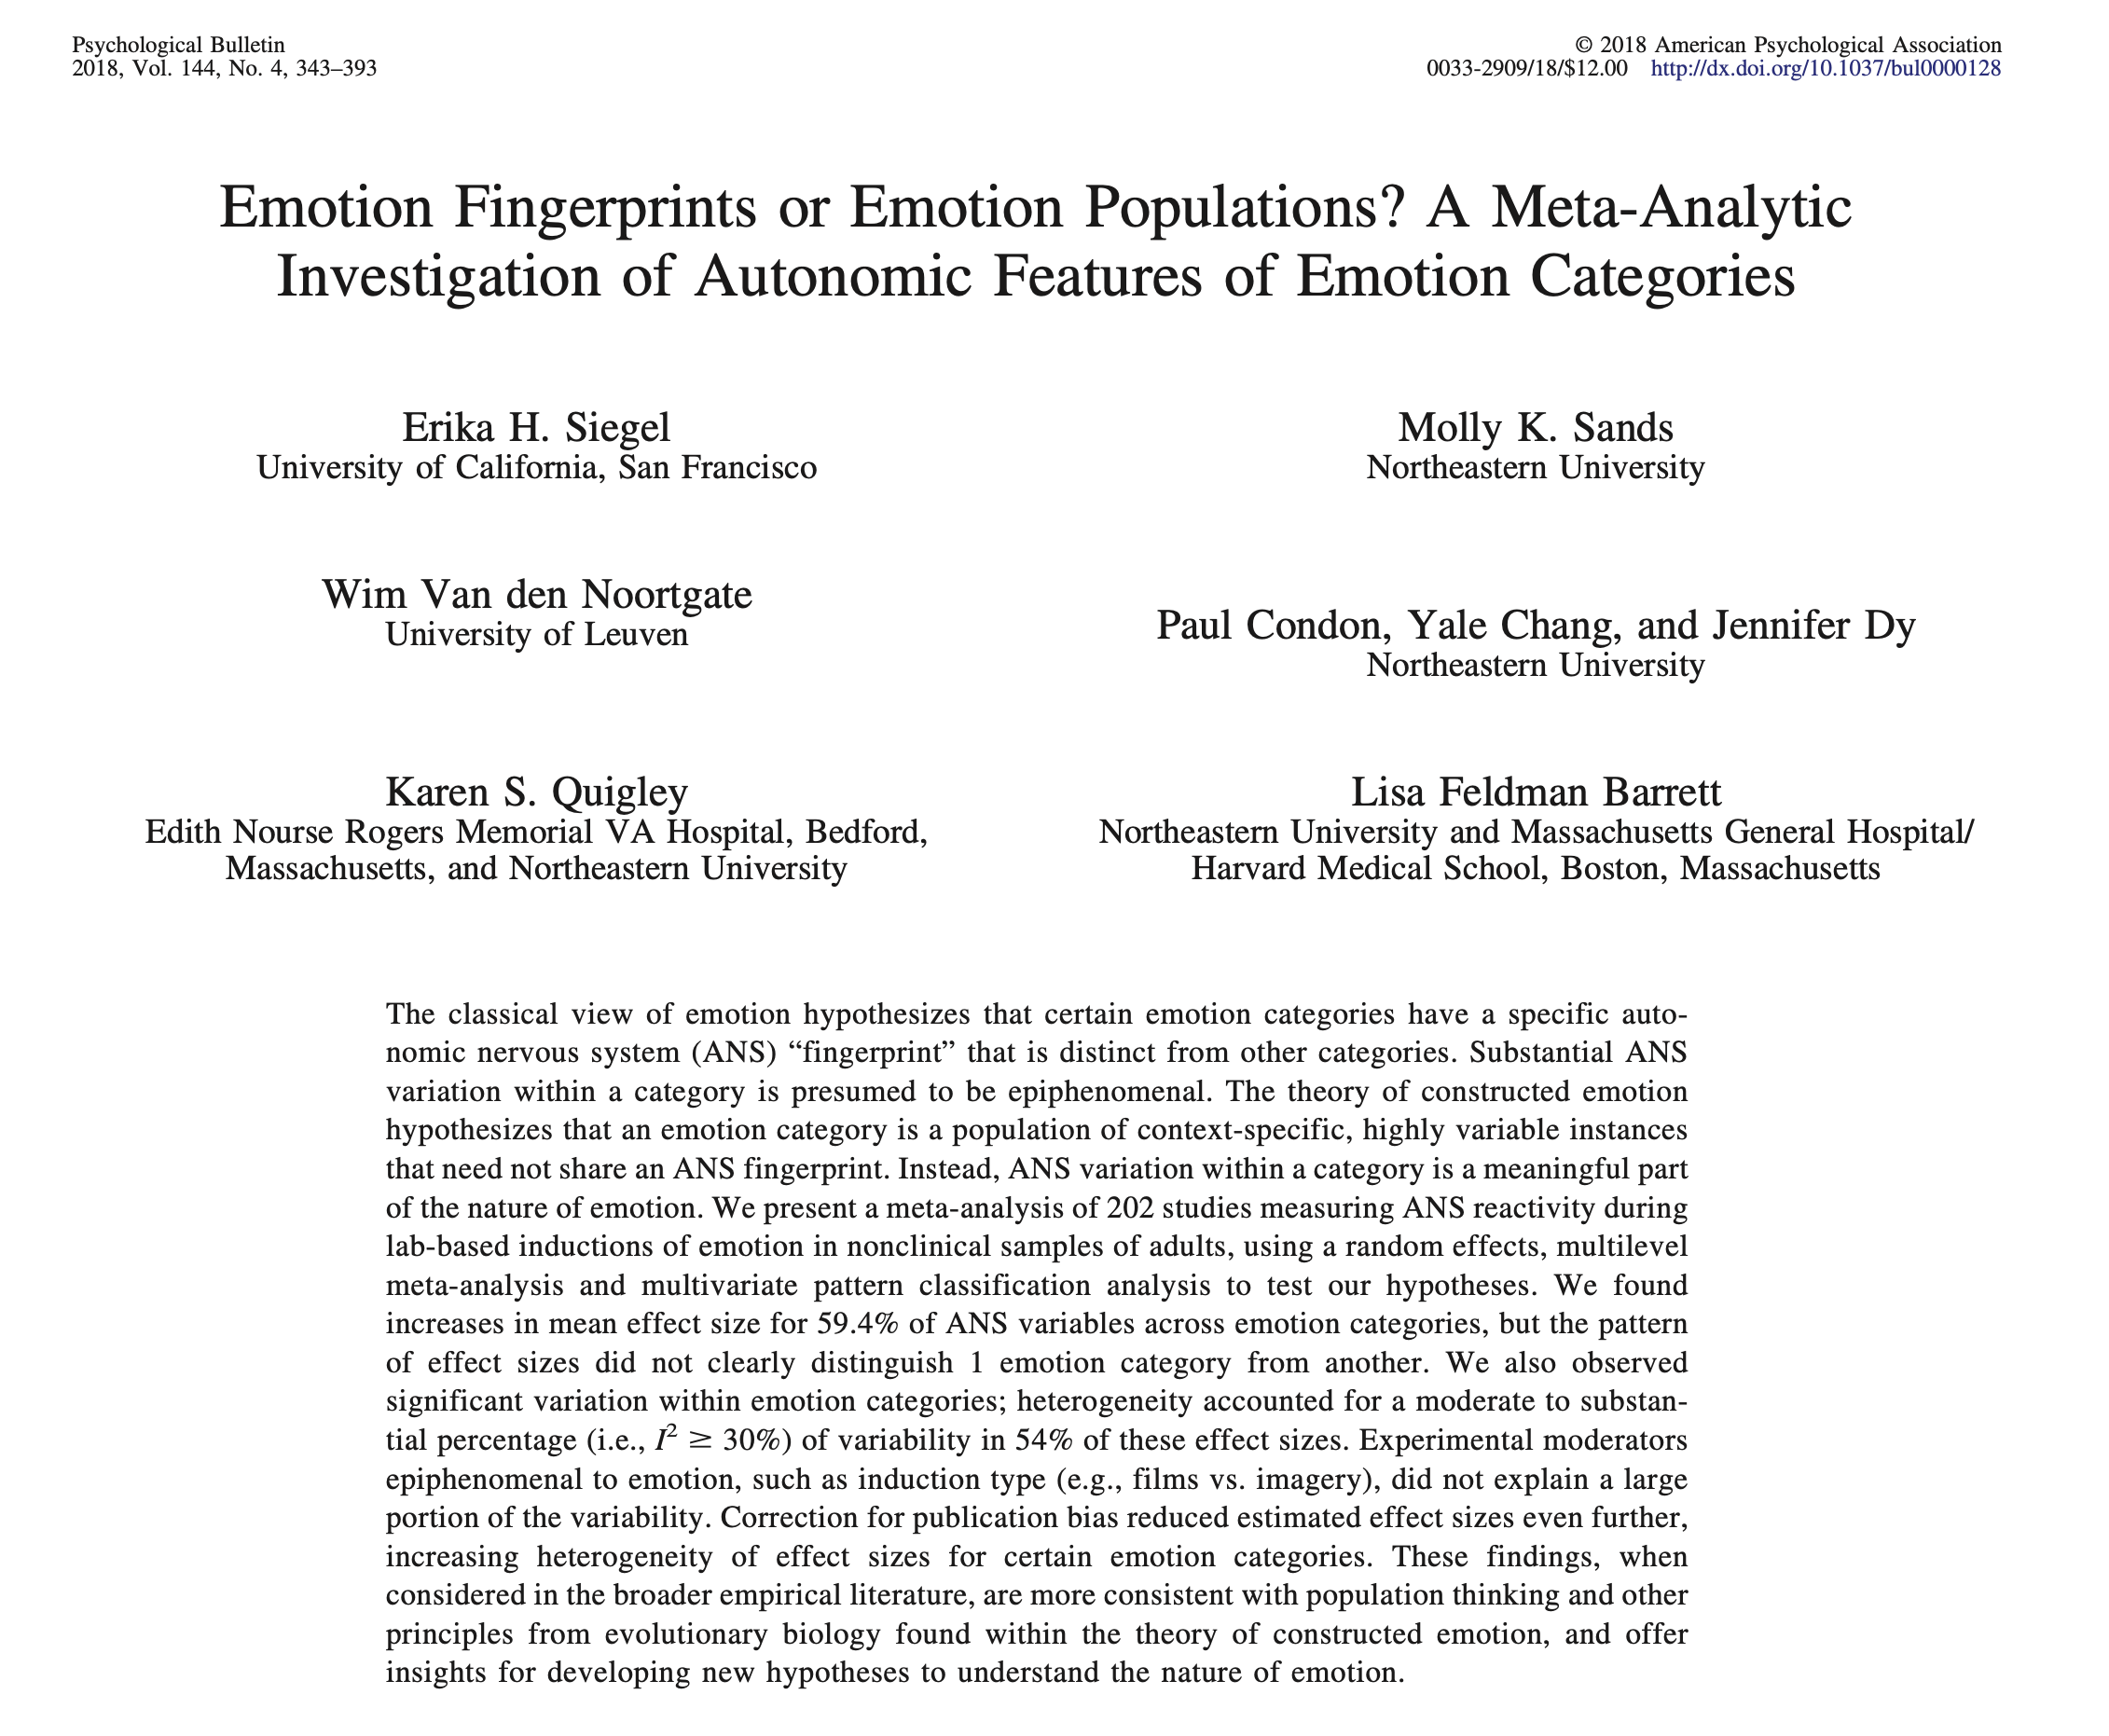 Psychological Bulletin
2018, Vol. 144, No. 4, 343–393
© 2018 American Psychological Association
0033-2909/18/$12.00 http://dx.doi.org/10.1037/bul0000128
Emotion Fingerprints or Emotion Populations? A Meta-Analytic
Investigation of Autonomic Features of Emotion Categories
Erika H. Siegel
University of California, San Francisco
Molly K. Sands
Northeastern University
Wim Van den Noortgate
University of Leuven
Paul Condon, Yale Chang, and Jennifer Dy
Northeastern University
Karen S. Quigley
Edith Nourse Rogers Memorial VA Hospital, Bedford,
Massachusetts, and Northeastern University
Lisa Feldman Barrett
Northeastern University and Massachusetts General Hospital/
Harvard Medical School, Boston, Massachusetts
The classical view of emotion hypothesizes that certain emotion categories have a specific auto-
nomic nervous system (ANS) “fingerprint” that is distinct from other categories. Substantial ANS
variation within a category is presumed to be epiphenomenal. The theory of constructed emotion
hypothesizes that an emotion category is a population of context-specific, highly variable instances
that need not share an ANS fingerprint. Instead, ANS variation within a category is a meaningful part
of the nature of emotion. We present a meta-analysis of 202 studies measuring ANS reactivity during
lab-based inductions of emotion in nonclinical samples of adults, using a random effects, multilevel
meta-analysis and multivariate pattern classification analysis to test our hypotheses. We found
increases in mean effect size for 59.4% of ANS variables across emotion categories, but the pattern
of effect sizes did not clearly distinguish 1 emotion category from another. We also observed
significant variation within emotion categories; heterogeneity accounted for a moderate to substan-
tial percentage (i.e., I² ≥ 30%) of variability in 54% of these effect sizes. Experimental moderators
epiphenomenal to emotion, such as induction type (e.g., films vs. imagery), did not explain a large
portion of the variability. Correction for publication bias reduced estimated effect sizes even further,
increasing heterogeneity of effect sizes for certain emotion categories. These findings, when
considered in the broader empirical literature, are more consistent with population thinking and other
principles from evolutionary biology found within the theory of constructed emotion, and offer
insights for developing new hypotheses to understand the nature of emotion.